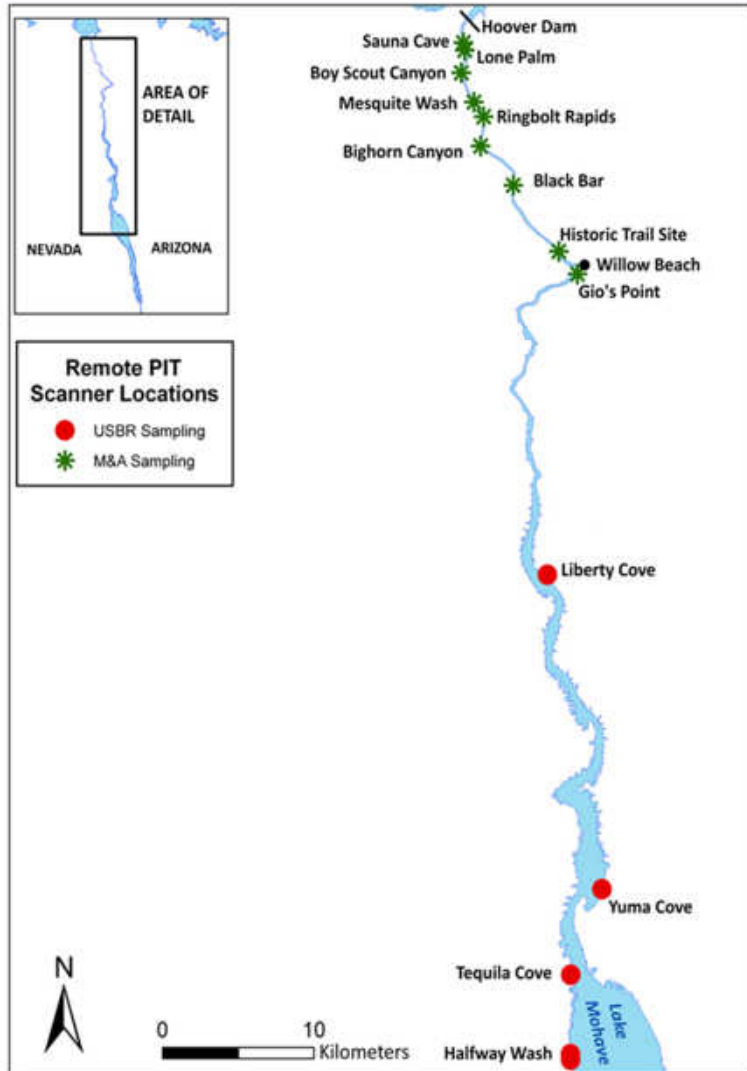 Hoover Dam
Sauna Cave
Lone Palm
Boy Scout Canyon
Mesquite Wash
Ringbolt Rapids
Bighorn Canyon
Black Bar
Historic Trail Site
Willow Beach
Gio's Point
AREA OF
DETAIL
NEVADA
ARIZONA
Remote PIT
Scanner Locations
USBR Sampling
M&A Sampling
Liberty Cove
Yuma Cove
Tequila Cove
Lake
Mohave
Halfway Wash
N
0
10
Kilometers